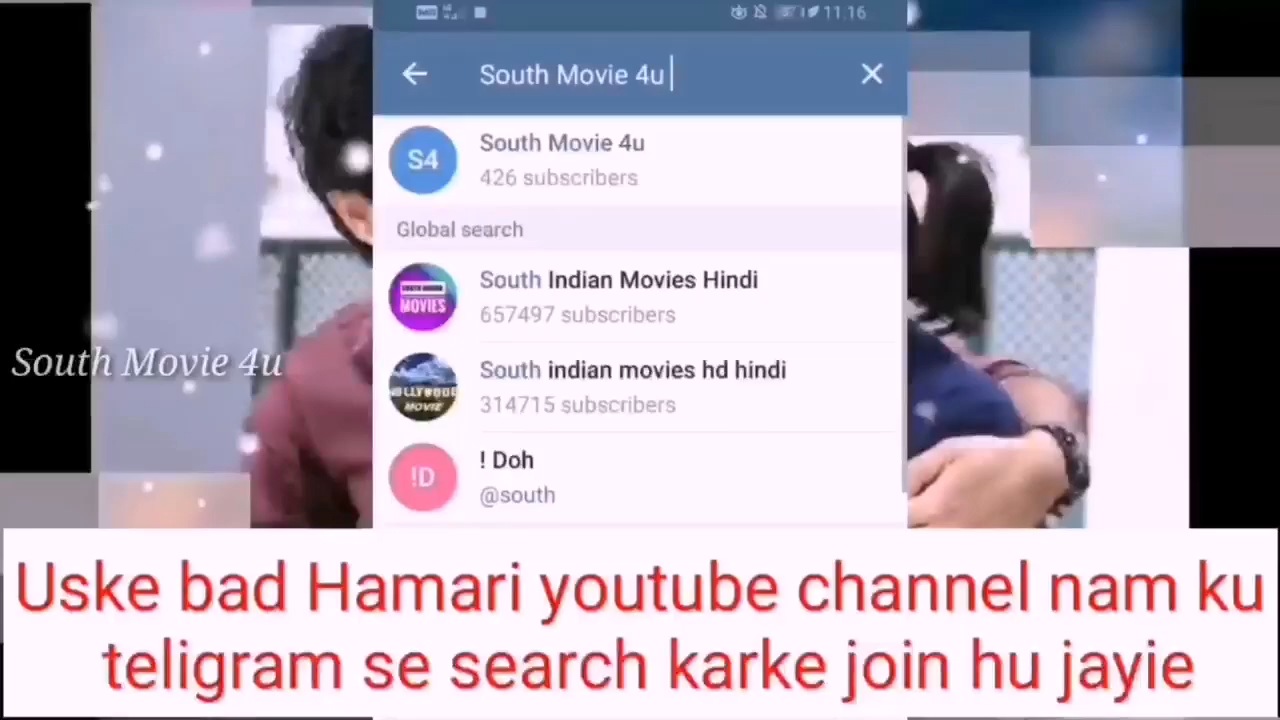 11.16
South Movie 4u
S4
South Movie 4u
426 subscribers
Global search
MOVIES
South Indian Movies Hindi
657497 subscribers
South Movie 4u
MOVIE
South indian movies hd hindi
314715 subscribers
!D
! Doh
@south
Uske bad Hamari youtube channel nam ku
teligram se search karke join hu jayie